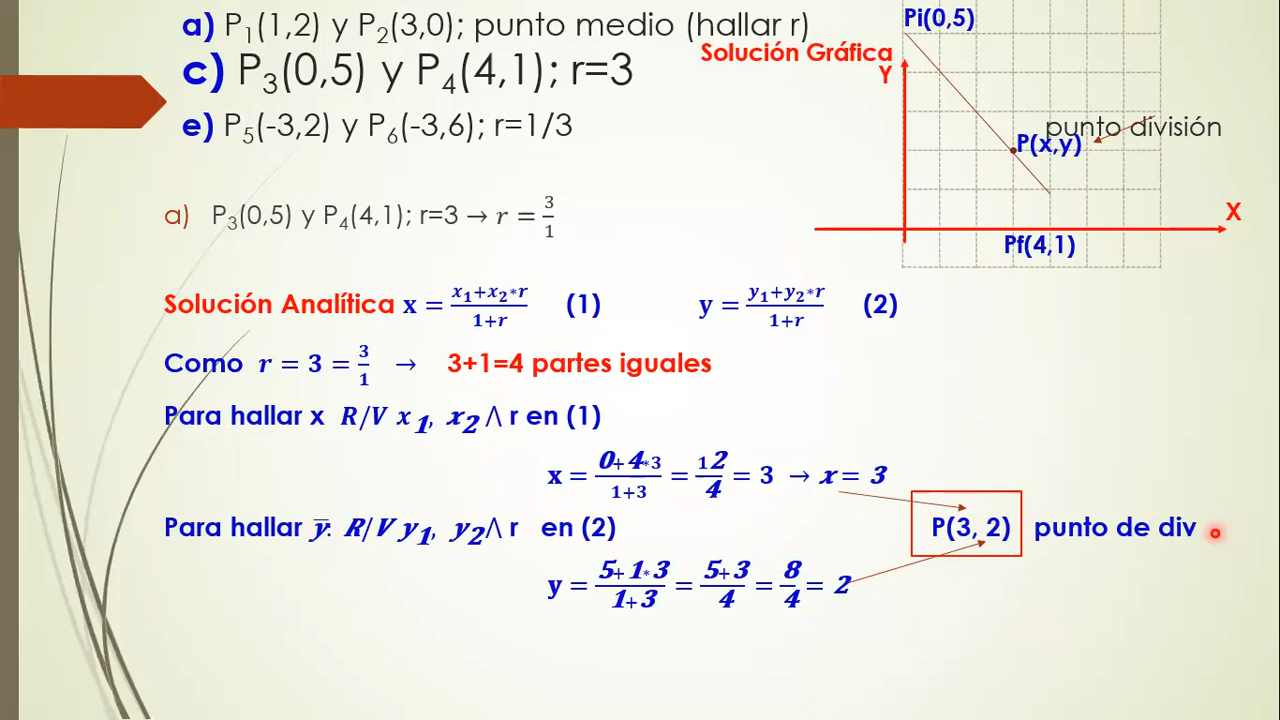 a) P₁(1,2) y P₂(3,0); punto medio (hallar r)
c) P₃(0,5) y P₄(4,1); r=3
e) P₅(-3,2) y P₆(-3,6); r=1/3
Pi(0,5)
Solución Gráfica
Y
punto división
P(x,y)
X
Pf(4,1)
a) P₃(0,5) y P₄(4,1); r=3 → r = 3/1
Solución Analítica x = (x₁+x₂*r)/(1+r) (1) y = (y₁+y₂*r)/(1+r) (2)
Como r = 3 = 3/1 → 3+1=4 partes iguales
Para hallar x R/V x₁, x₂ ⋀ r en (1)
x = (0+4*3)/(1+3) = 12/4 = 3 → x = 3
Para hallar y̅: R/V y₁, y₂ ⋀ r en (2)
P(3, 2) punto de div
y = (5+1*3)/(1+3) = (5+3)/4 = 8/4 = 2